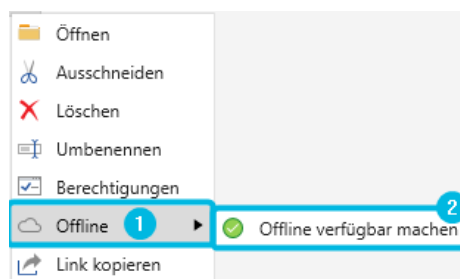 Öffnen
Ausschneiden
Löschen
Umbenennen
Berechtigungen
Offline 1
2
Offline verfügbar machen
Link kopieren